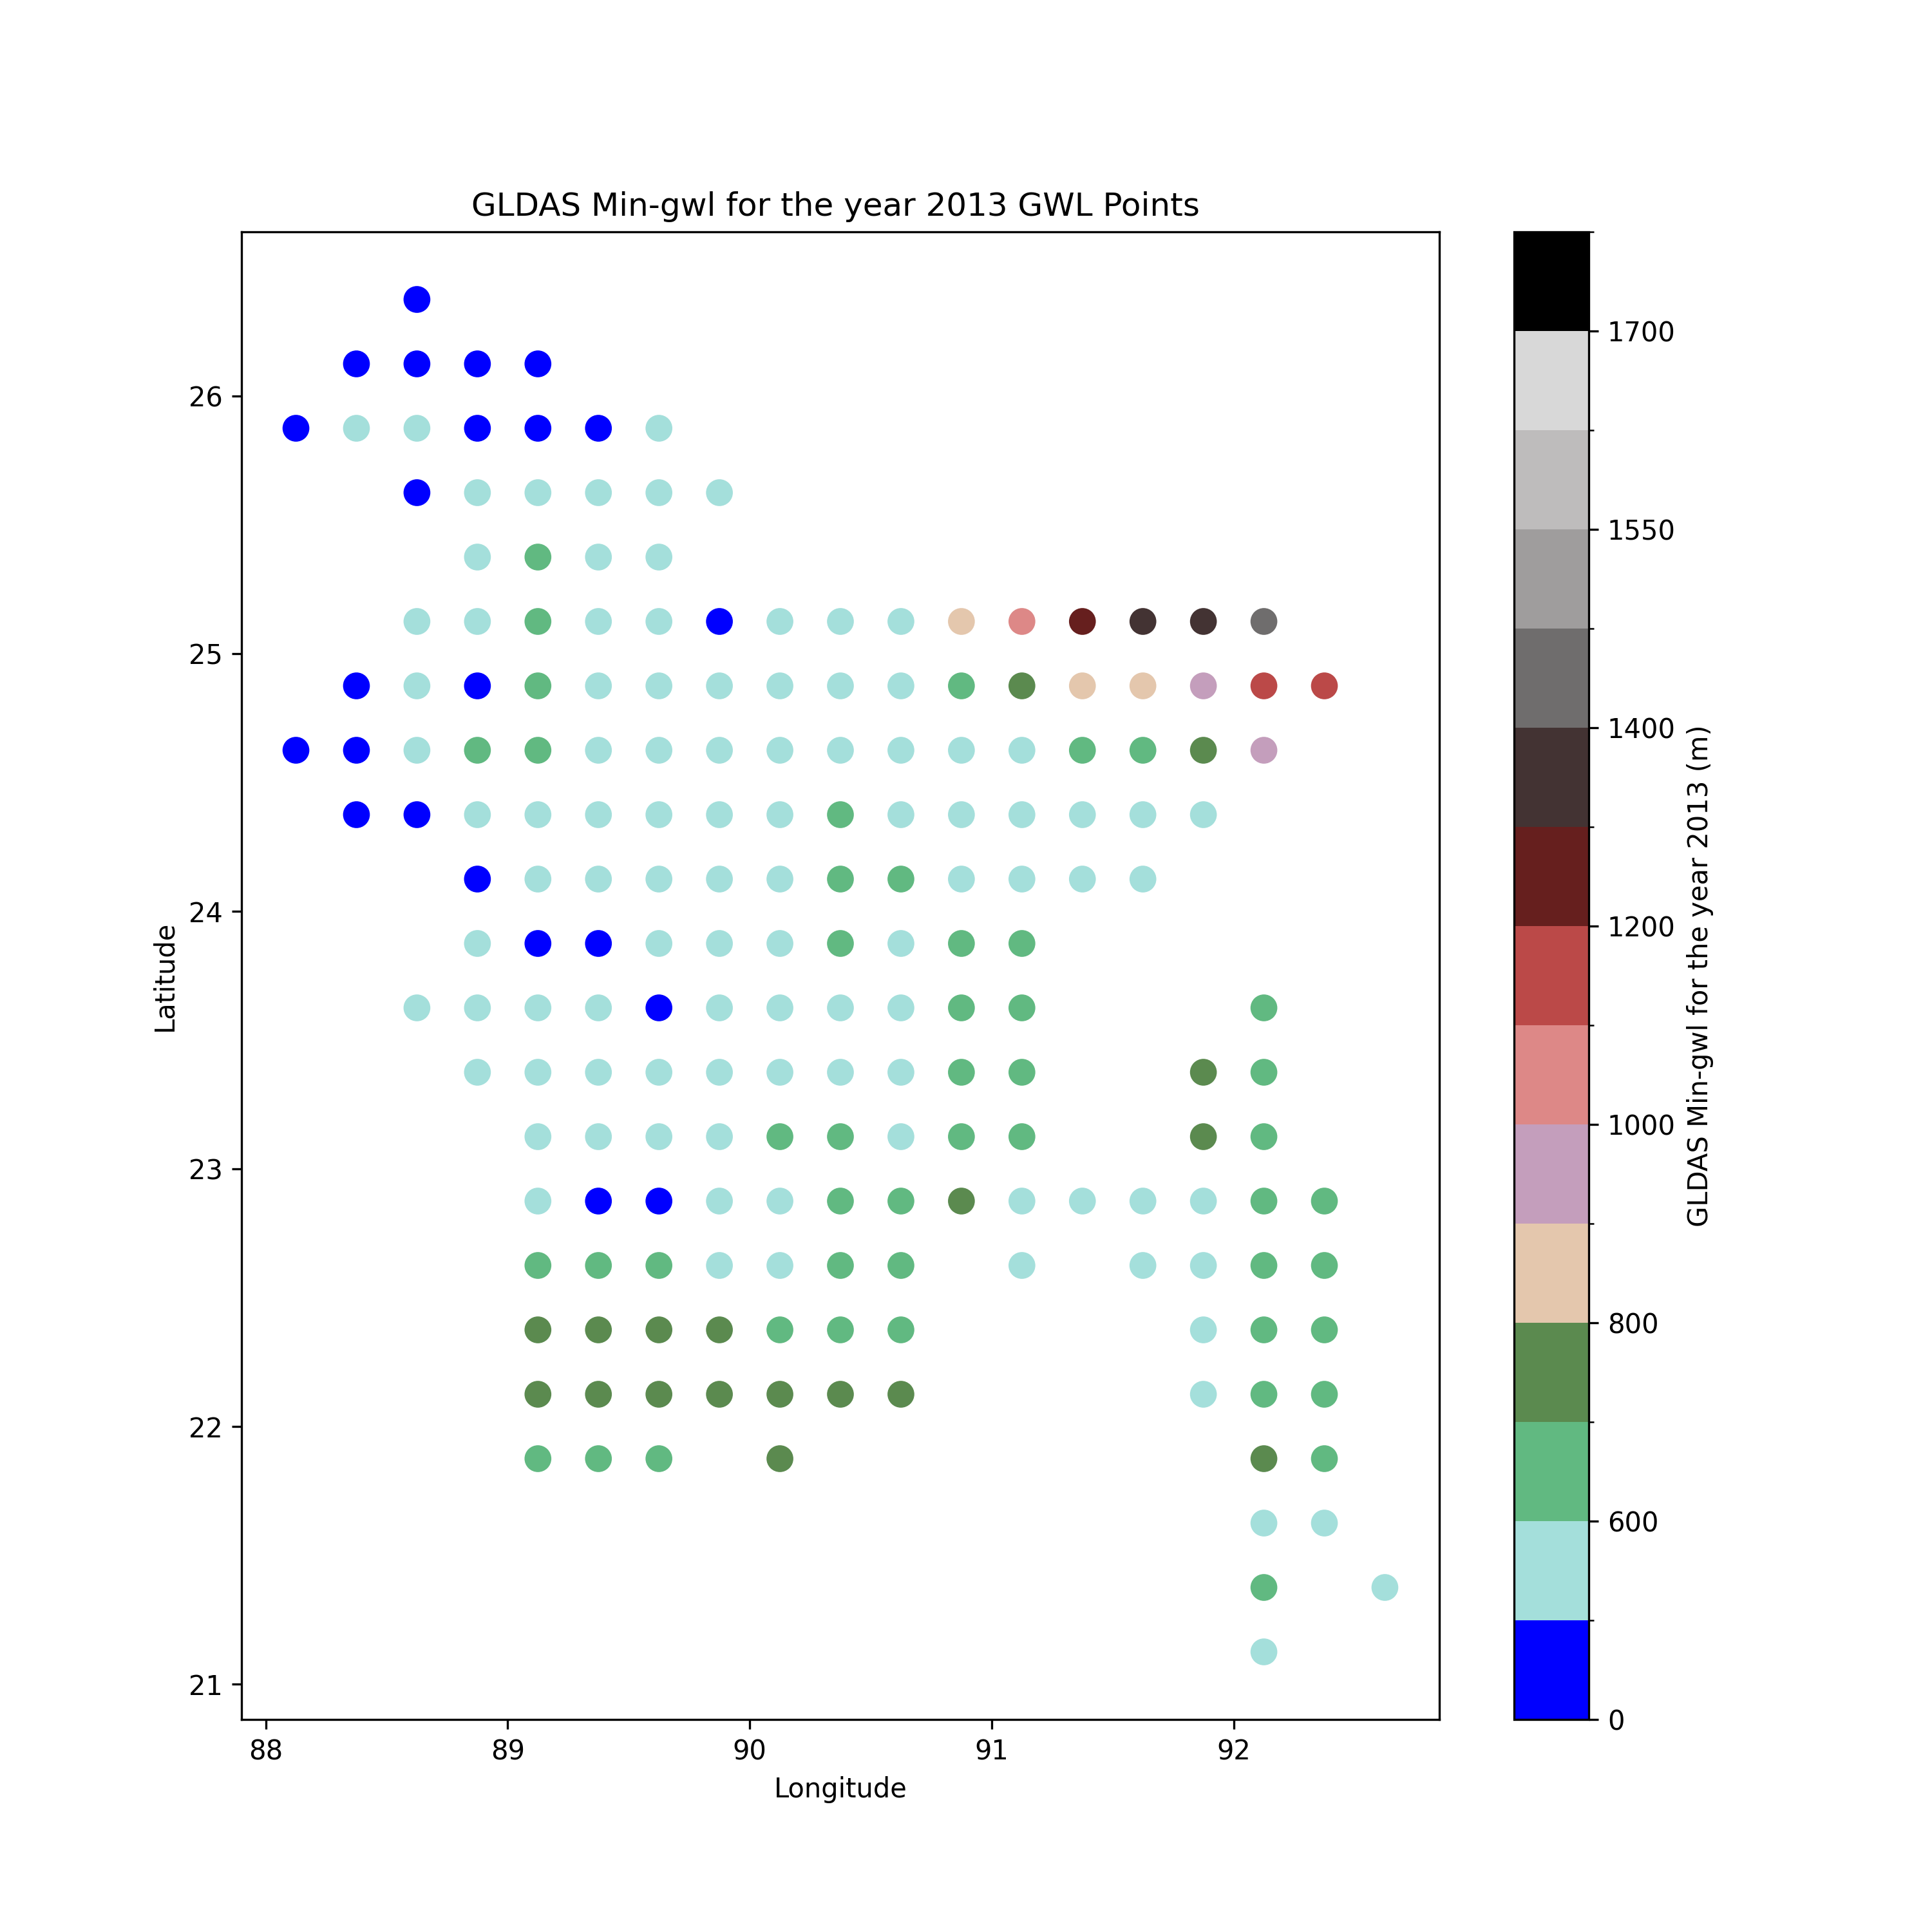 GLDAS Min-gwl for the year 2013 GWL Points
26
25
24
23
22
21
Latitude
88 89 90 91 92
Longitude
1700
1550
1400
1200
1000
800
600
0
GLDAS Min-gwl for the year 2013 (m)